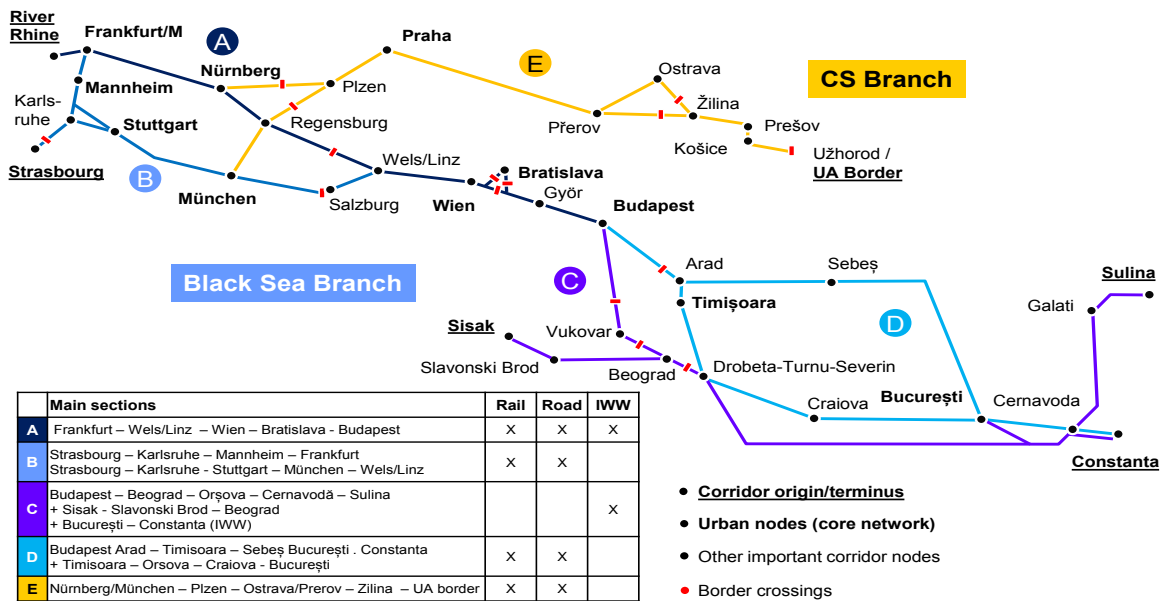 River
Rhine
Frankfurt/M
A
Praha
Nürnberg
E
Ostrava
CS Branch
Mannheim
Plzen
Karls-
ruhe
Žilina
Stuttgart
Regensburg
Přerov
Prešov
Košice
Užhorod /
UA Border
Strasbourg
B
Wels/Linz
Bratislava
München
Salzburg
Wien
Györ
Budapest
Black Sea Branch
C
Arad
Sebeș
Sulina
Timișoara
Galati
Sisak
Vukovar
D
Slavonski Brod
Beograd
Drobeta-Turnu-Severin
București
Cernavoda
Craiova
Constanta
Main sections Rail Road IWW
A Frankfurt – Wels/Linz – Wien – Bratislava - Budapest X X X
B Strasbourg – Karlsruhe – Mannheim – Frankfurt
Strasbourg – Karlsruhe - Stuttgart – München – Wels/Linz X X
C Budapest – Beograd – Orșova – Cernavodă – Sulina
+ Sisak - Slavonski Brod – Beograd X
+ București – Constanta (IWW)
D Budapest Arad – Timisoara – Sebeș București . Constanta
+ Timisoara – Orsova – Craiova - București X X
E Nürnberg/München – Plzen – Ostrava/Prerov – Zilina – UA border X X
Corridor origin/terminus
Urban nodes (core network)
Other important corridor nodes
Border crossings